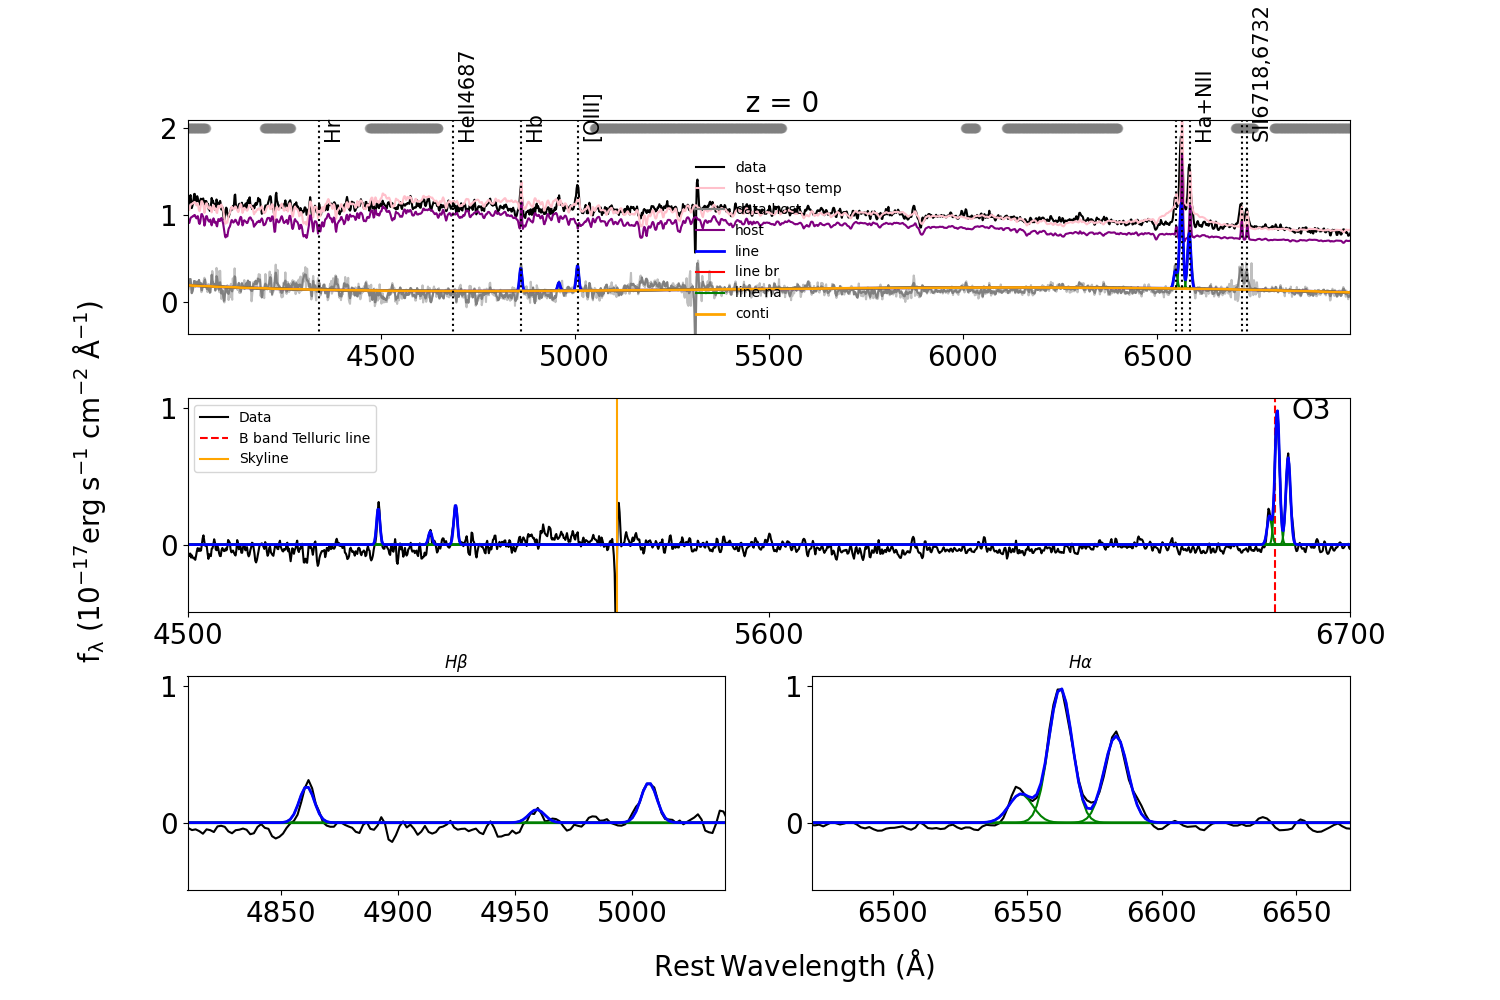 z = 0
Hr
HeII4687
Hb
[OIII]
Ha+NII
SII6718,6732
2
1
0
data
host+qso temp
data-host
host
line
line br
line na
conti
4500
5000
5500
6000
6500
fλ (10⁻¹⁷erg s⁻¹ cm⁻² Å⁻¹)
1
0
Data
B band Telluric line
Skyline
O3
4500
5600
6700
Hβ
1
0
4850
4900
4950
5000
Hα
1
0
6500
6550
6600
6650
Rest Wavelength (Å)